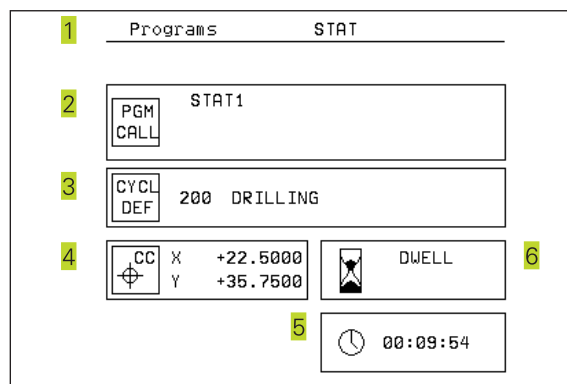 1 Programs STAT
2 PGM CALL STAT1
3 CYCL DEF 200 DRILLING
4 CC X +22.5000
Y +35.7500
DWELL 6
5 00:09:54